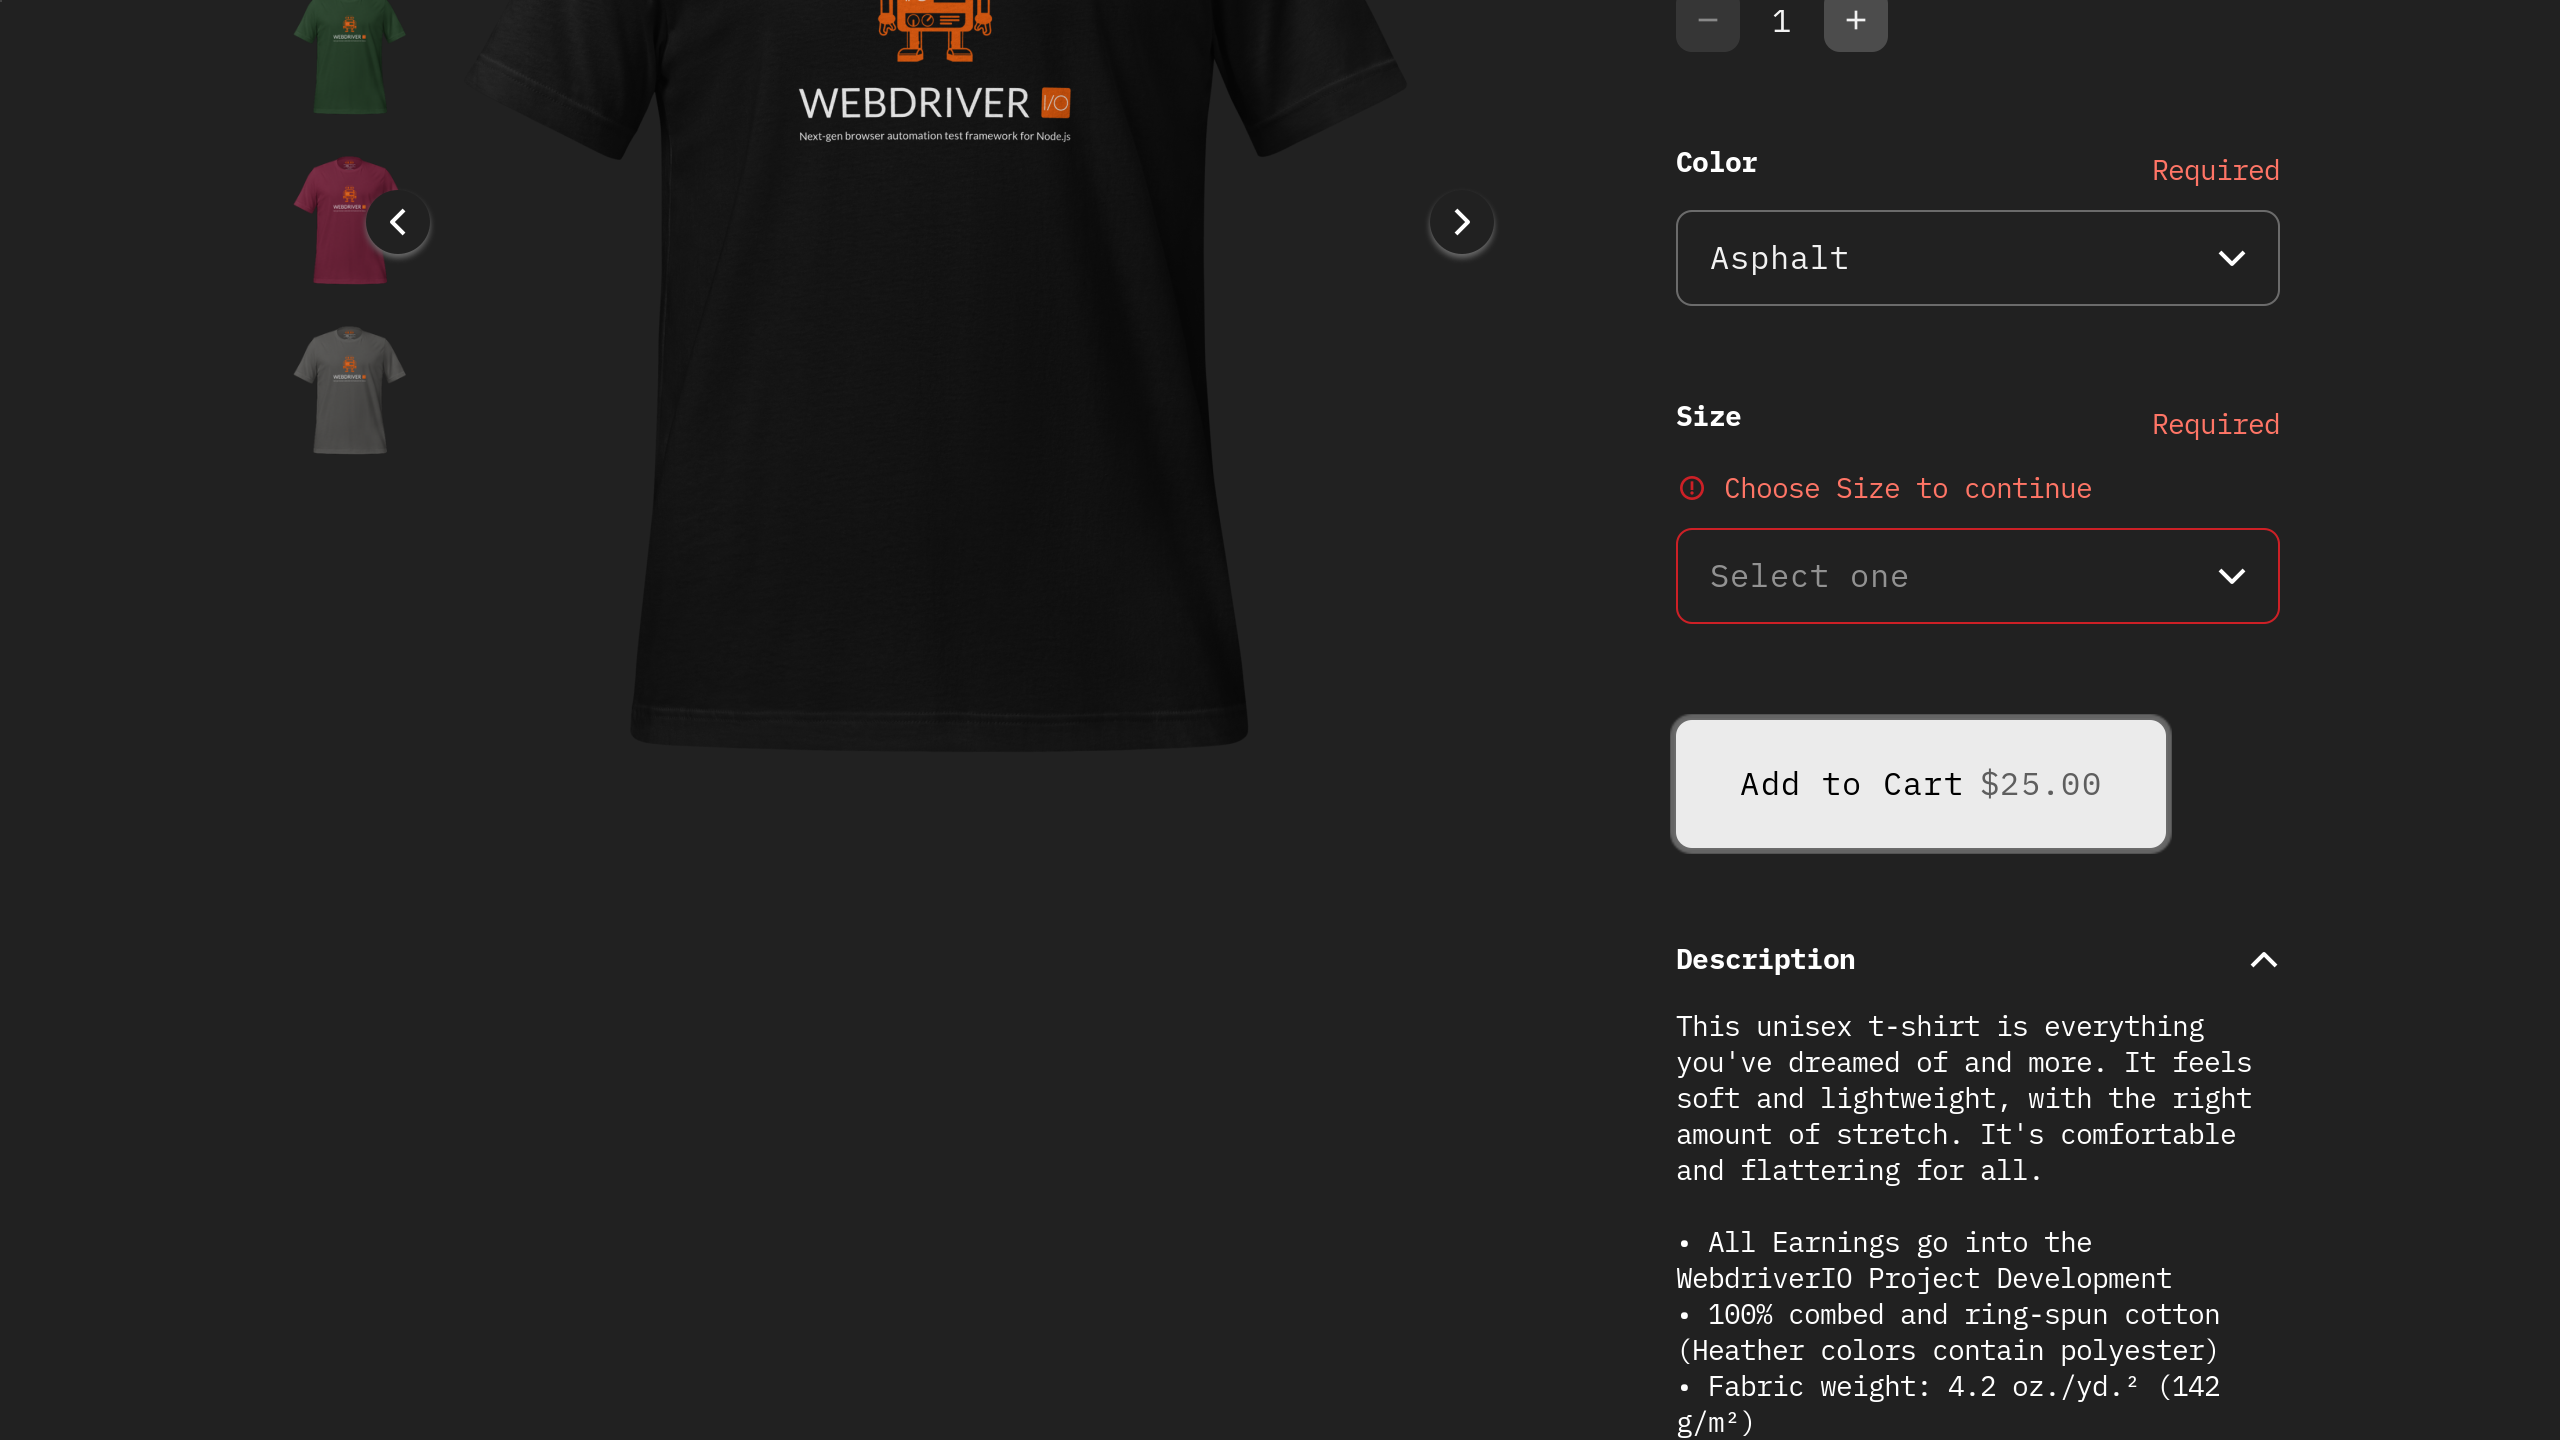 1
WEBDRIVER I/O
Next-gen browser automation test framework for Node.js
WEBDRIVER
WEBDRIVER
WEBDRIVER
Color
Required
Asphalt
Size
Required
Choose Size to continue
Select one
Add to Cart $25.00
Description
This unisex t-shirt is everything
you've dreamed of and more. It feels
soft and lightweight, with the right
amount of stretch. It's comfortable
and flattering for all.
• All Earnings go into the
WebdriverIO Project Development
• 100% combed and ring-spun cotton
(Heather colors contain polyester)
• Fabric weight: 4.2 oz./yd.² (142
g/m²)